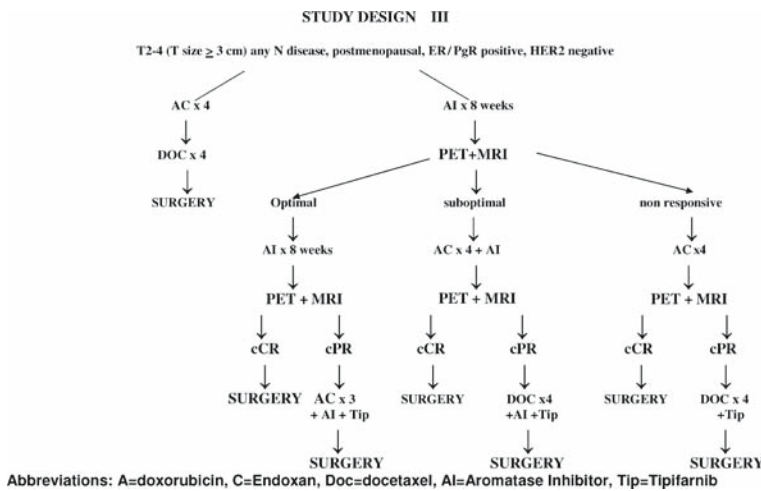 STUDY DESIGN III
T2-4 (T size ≥ 3 cm) any N disease, postmenopausal, ER/PgR positive, HER2 negative
AC x 4 AI x 8 weeks
DOC x 4 PET+MRI
SURGERY Optimal suboptimal non responsive
AI x 8 weeks AC x 4 + AI AC x4
PET + MRI PET + MRI PET + MRI
cCR cPR cCR cPR cCR cPR
SURGERY AC x 3 SURGERY DOC x4 SURGERY DOC x 4
+ AI + Tip +AI +Tip +Tip
SURGERY SURGERY SURGERY
Abbreviations: A=doxorubicin, C=Endoxan, Doc=docetaxel, AI=Aromatase Inhibitor, Tip=Tipifarnib